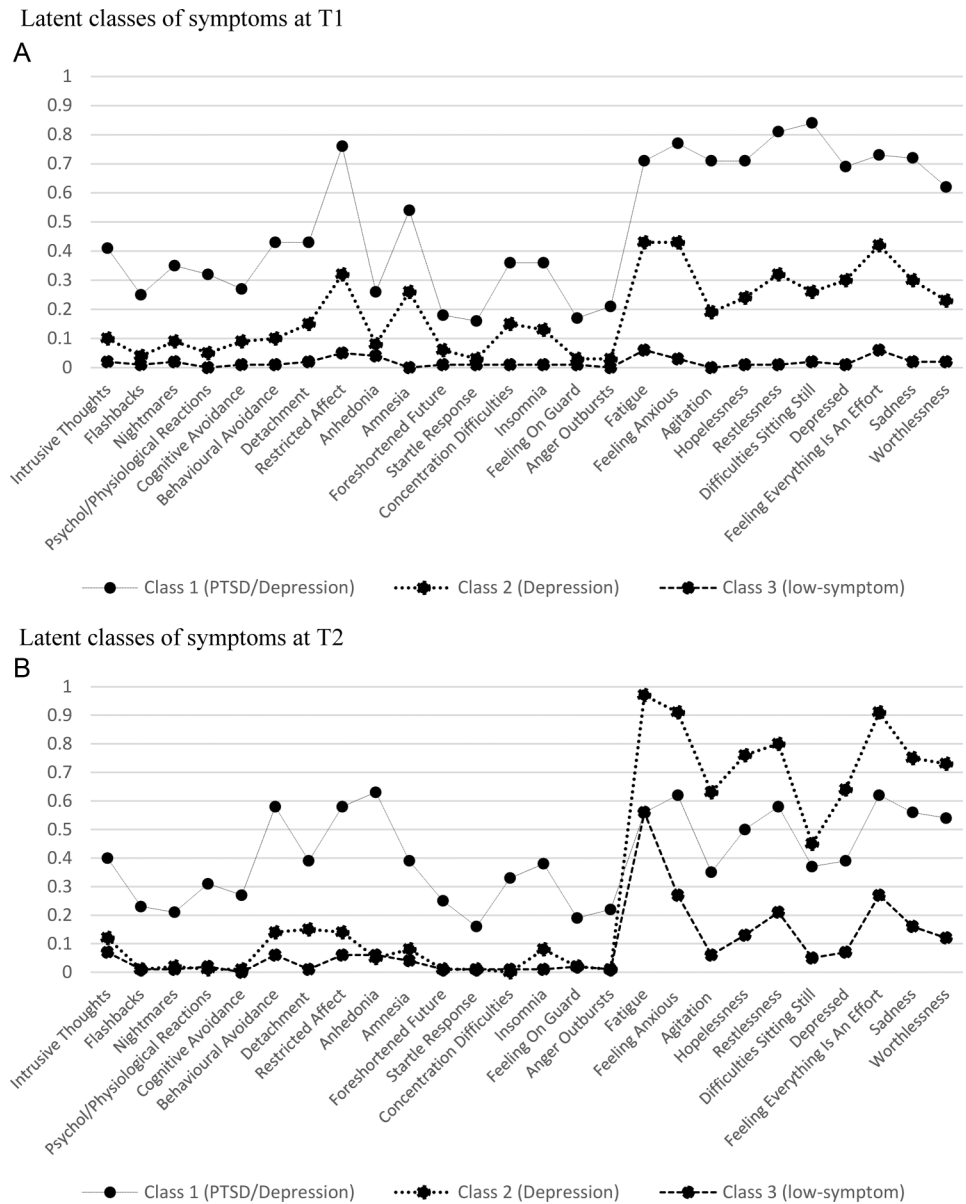 Latent classes of symptoms at T1
A
1
0.9
0.8
0.7
0.6
0.5
0.4
0.3
0.2
0.1
0
Intrusive Thoughts
Flashbacks
Nightmares
Psychol/Physiological Reactions
Cognitive Avoidance
Behavioural Avoidance
Detachment
Restricted Affect
Anhedonia
Amnesia
Foreshortened Future
Startle Response
Concentration Difficulties
Insomnia
Feeling On Guard
Anger Outbursts
Fatigue
Feeling Anxious
Agitation
Hopelessness
Restlessness
Difficulties Sitting Still
Depressed
Feeling Everything Is An Effort
Sadness
Worthlessness
Class 1 (PTSD/Depression) Class 2 (Depression) Class 3 (low-symptom)
Latent classes of symptoms at T2
B
1
0.9
0.8
0.7
0.6
0.5
0.4
0.3
0.2
0.1
0
Intrusive Thoughts
Flashbacks
Nightmares
Psychol/Physiological Reactions
Cognitive Avoidance
Behavioural Avoidance
Detachment
Restricted Affect
Anhedonia
Amnesia
Foreshortened Future
Startle Response
Concentration Difficulties
Insomnia
Feeling On Guard
Anger Outbursts
Fatigue
Feeling Anxious
Agitation
Hopelessness
Restlessness
Difficulties Sitting Still
Depressed
Feeling Everything Is An Effort
Sadness
Worthlessness
Class 1 (PTSD/Depression) Class 2 (Depression) Class 3 (low-symptom)